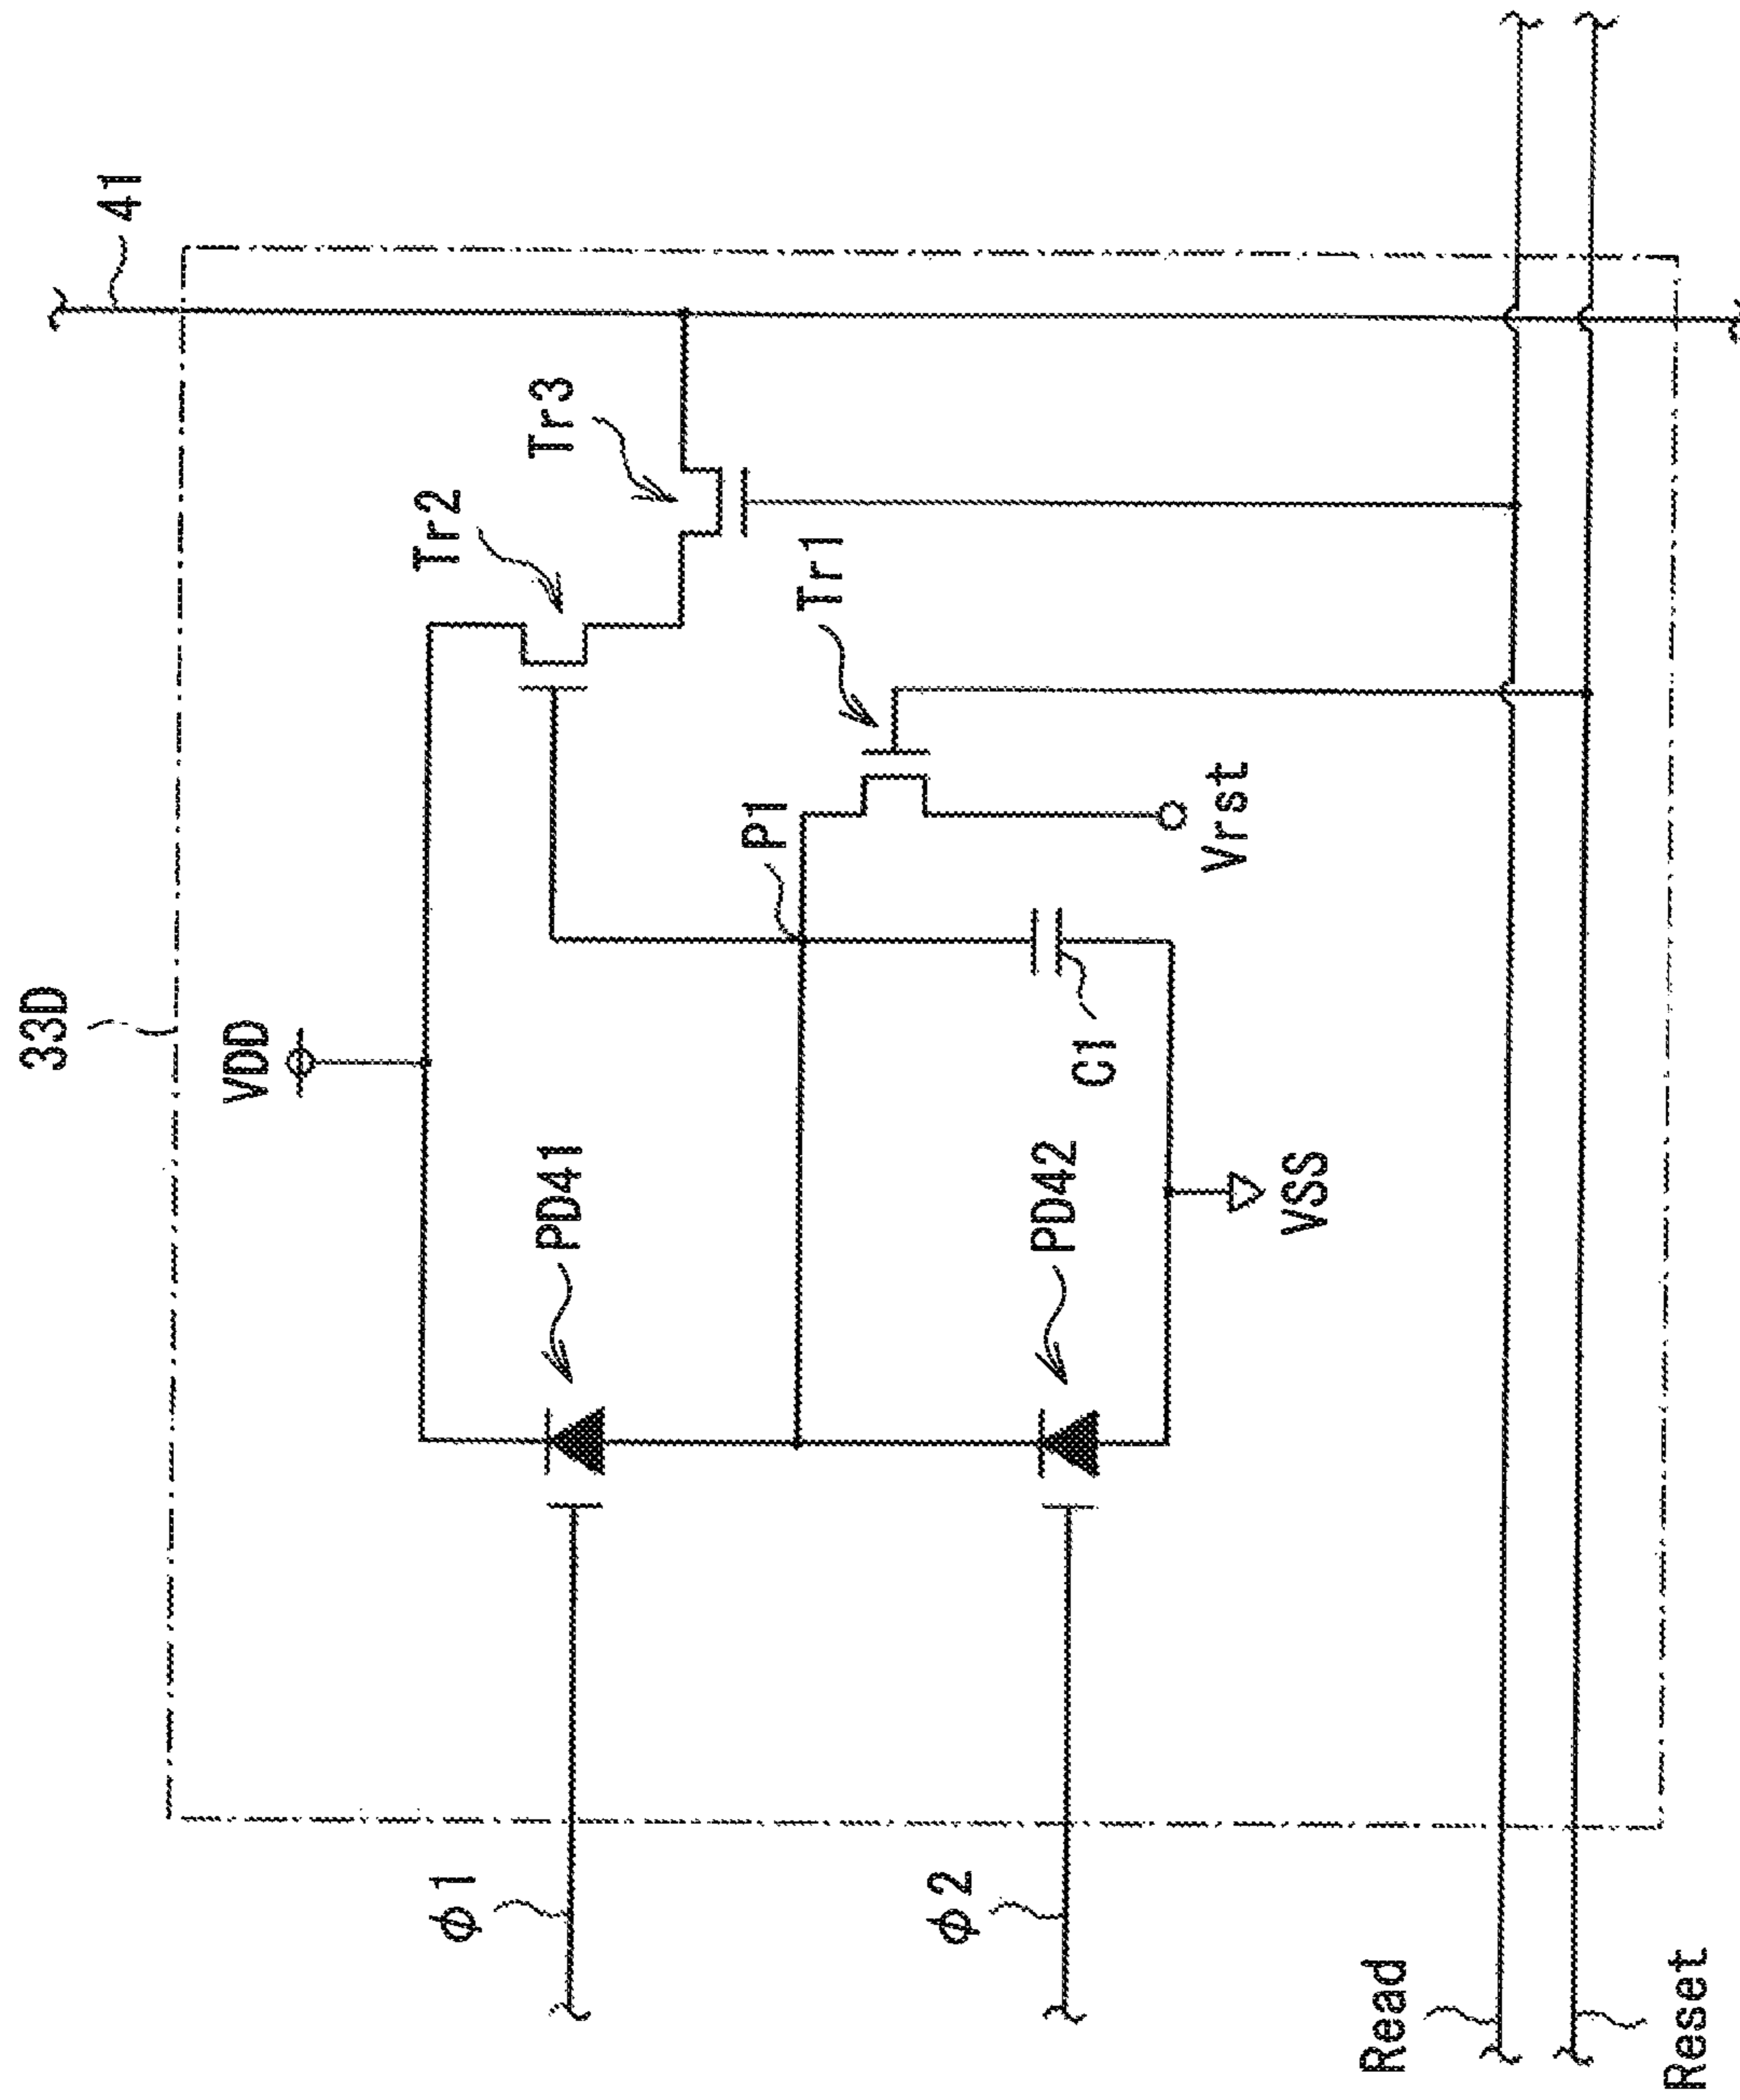 33D
41
VDD
Tr2
Tr3
PD41
P1
Tr1
PD42
C1
Vrst
VSS
φ1
φ2
Read
Reset